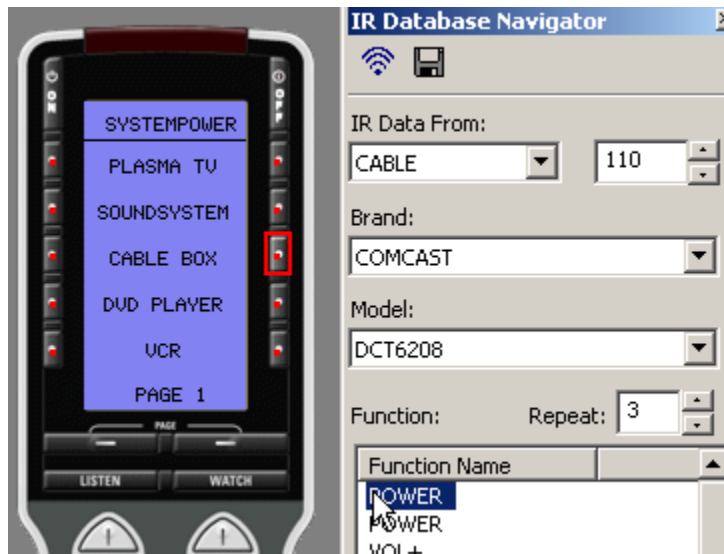 ON
OFF
SYSTEMPOWER
PLASMA TV
SOUNDSYSTEM
CABLE BOX
DVD PLAYER
VCR
PAGE 1
PAGE
LISTEN
WATCH
IR Database Navigator
IR Data From:
CABLE
110
Brand:
COMCAST
Model:
DCT6208
Function:
Repeat:
3
Function Name
POWER
POWER
VOL+